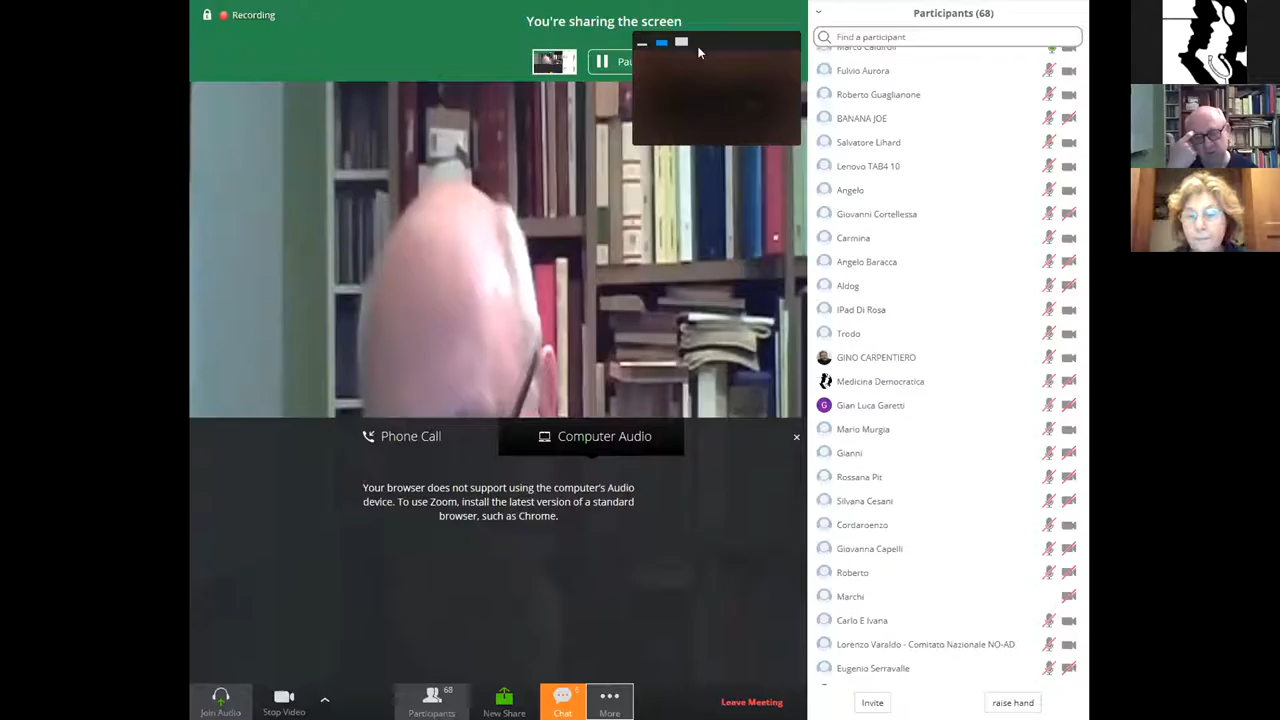 Recording
You're sharing the screen
Participants (68)
Find a participant
Marco Caldiroli
Fulvio Aurora
Roberto Guaglianone
BANANA JOE
Salvatore Lihard
Lenovo TAB4 10
Angelo
Giovanni Cortellessa
Carmina
Angelo Baracca
Aldog
IPad Di Rosa
Trodo
GINO CARPENTIERO
Medicina Democratica
G
Gian Luca Garetti
Mario Murgia
Gianni
Rossana Pit
Silvana Cesani
Cordaroenzo
Giovanna Capelli
Roberto
Marchi
Carlo E Ivana
Lorenzo Varaldo - Comitato Nazionale NO-AD
Eugenio Serravalle
Phone Call
Computer Audio
Your browser does not support using the computer's Audio
device. To use Zoom, install the latest version of a standard
browser, such as Chrome.
Join Audio
Stop Video
68
Participants
New Share
6
Chat
More
Leave Meeting
Invite
raise hand